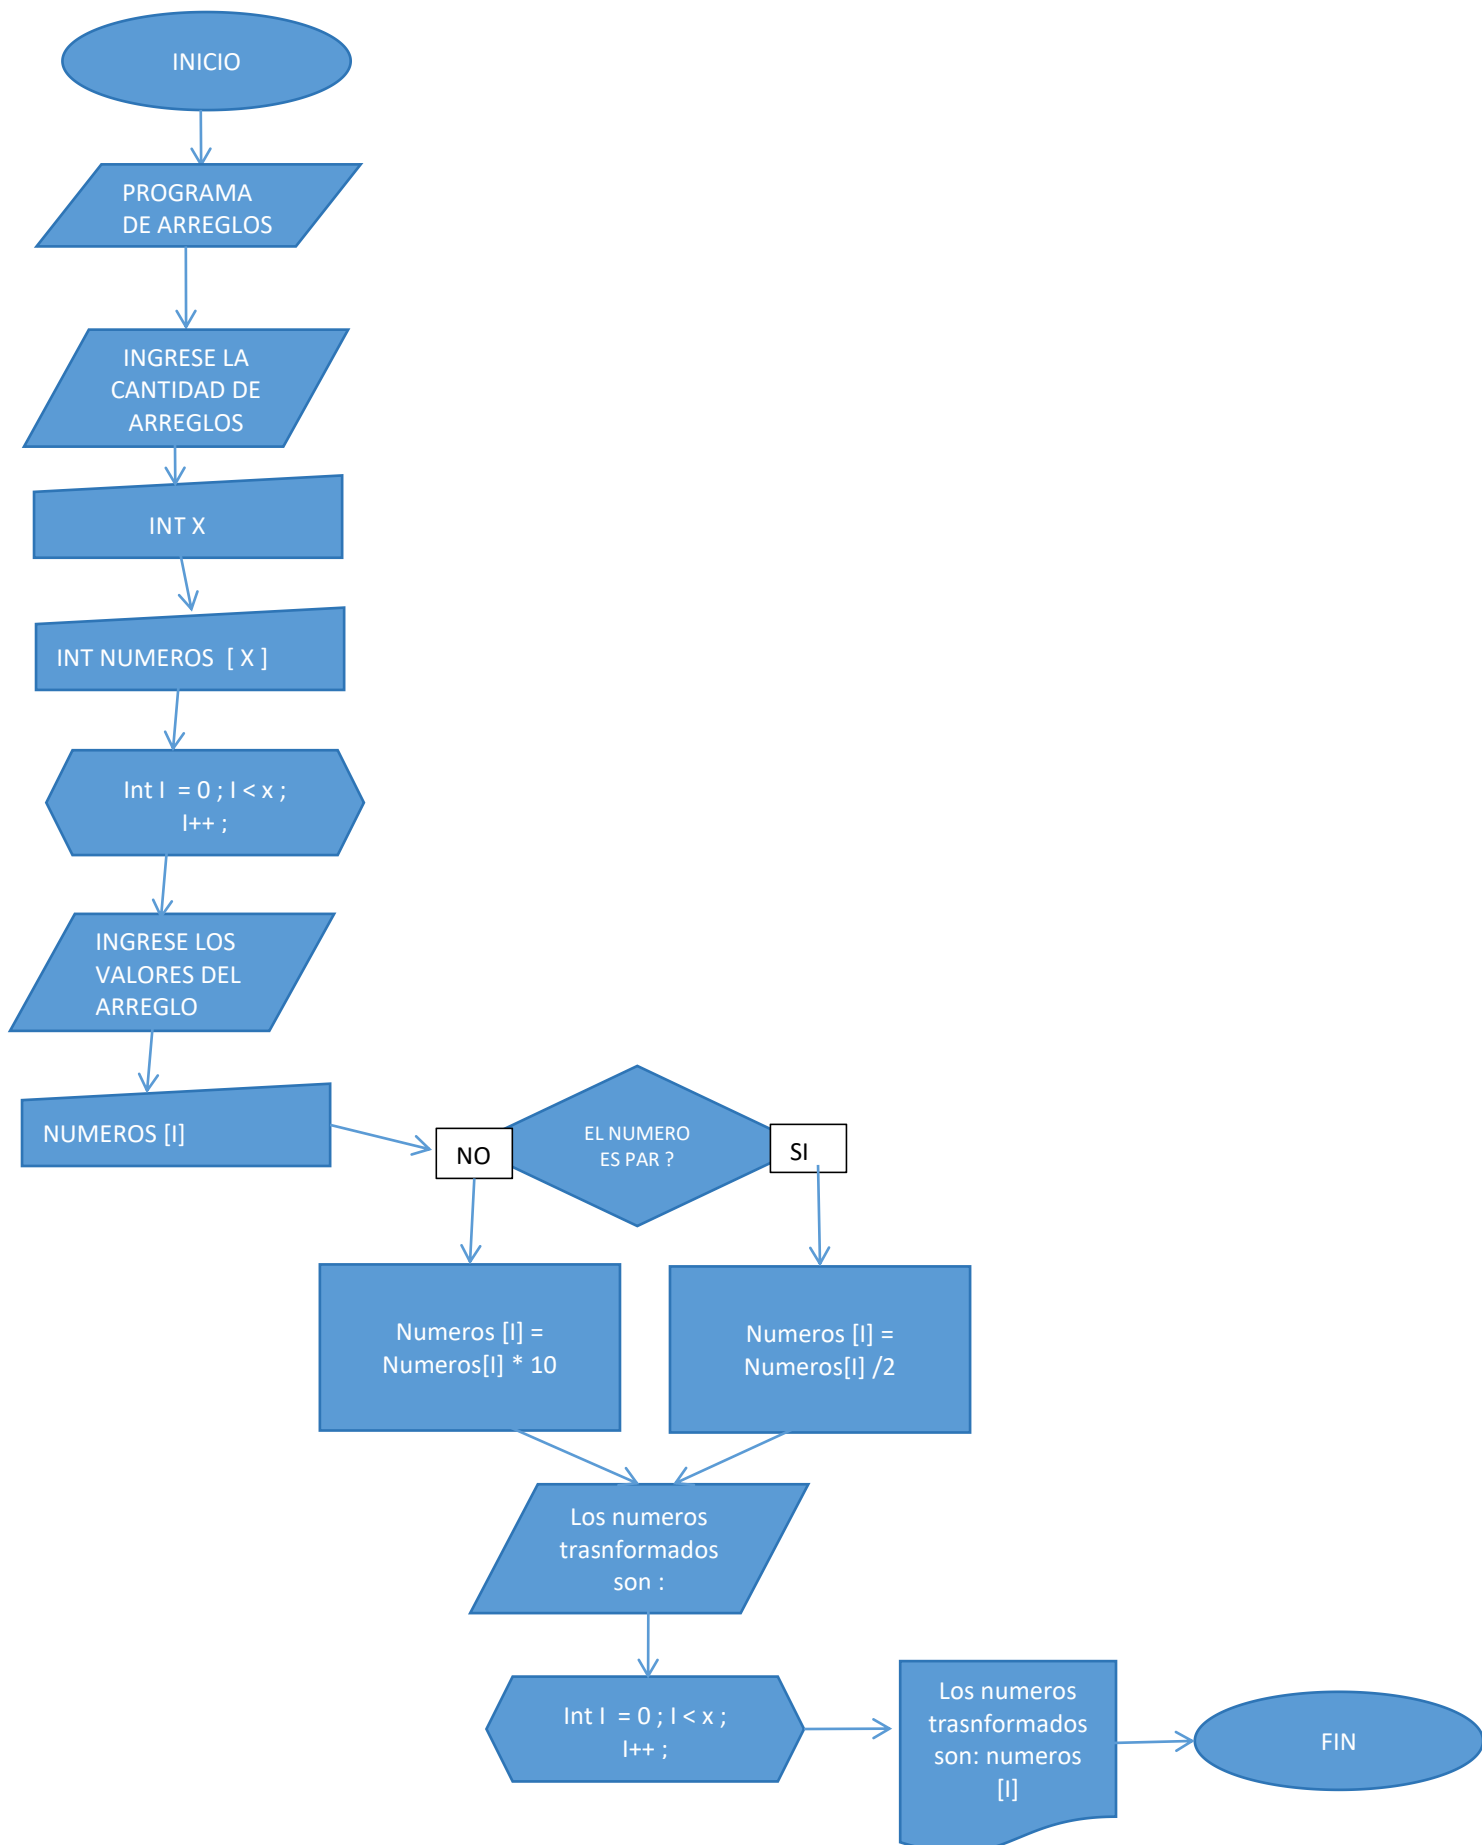 INICIO
PROGRAMA
DE ARREGLOS
INGRESE LA
CANTIDAD DE
ARREGLOS
INT X
INT NUMEROS [ X ]
Int I = 0 ; I < x ;
I++ ;
INGRESE LOS
VALORES DEL
ARREGLO
NUMEROS [I]
NO
EL NUMERO
ES PAR ?
SI
Numeros [I] =
Numeros[I] * 10
Numeros [I] =
Numeros[I] /2
Los numeros
trasnformados
son :
Int I = 0 ; I < x ;
I++ ;
Los numeros
trasnformados
son: numeros
[I]
FIN